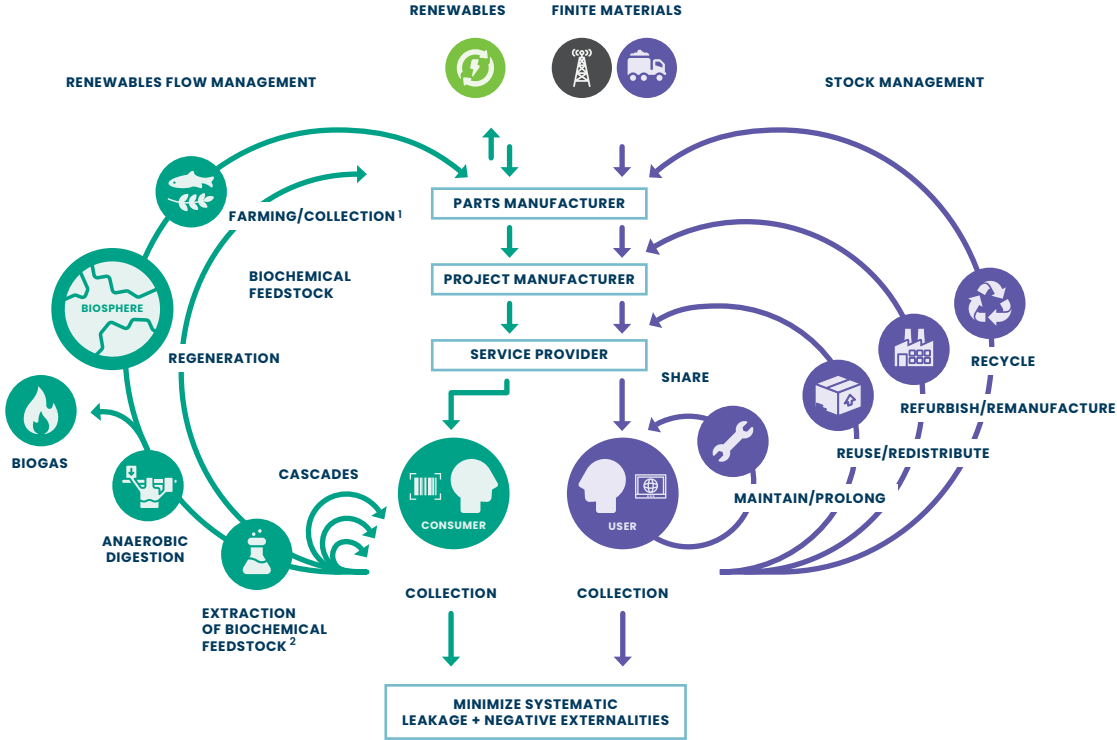 RENEWABLES
FINITE MATERIALS
RENEWABLES FLOW MANAGEMENT
STOCK MANAGEMENT
PARTS MANUFACTURER
FARMING/COLLECTION 1
PROJECT MANUFACTURER
BIOCHEMICAL
FEEDSTOCK
BIOSPHERE
SERVICE PROVIDER
REGENERATION
RECYCLE
SHARE
REFURBISH/REMANUFACTURE
REUSE/REDISTRIBUTE
BIOGAS
CASCADES
MAINTAIN/PROLONG
CONSUMER
USER
ANAEROBIC
DIGESTION
COLLECTION
COLLECTION
EXTRACTION
OF BIOCHEMICAL
FEEDSTOCK 2
MINIMIZE SYSTEMATIC
LEAKAGE + NEGATIVE EXTERNALITIES